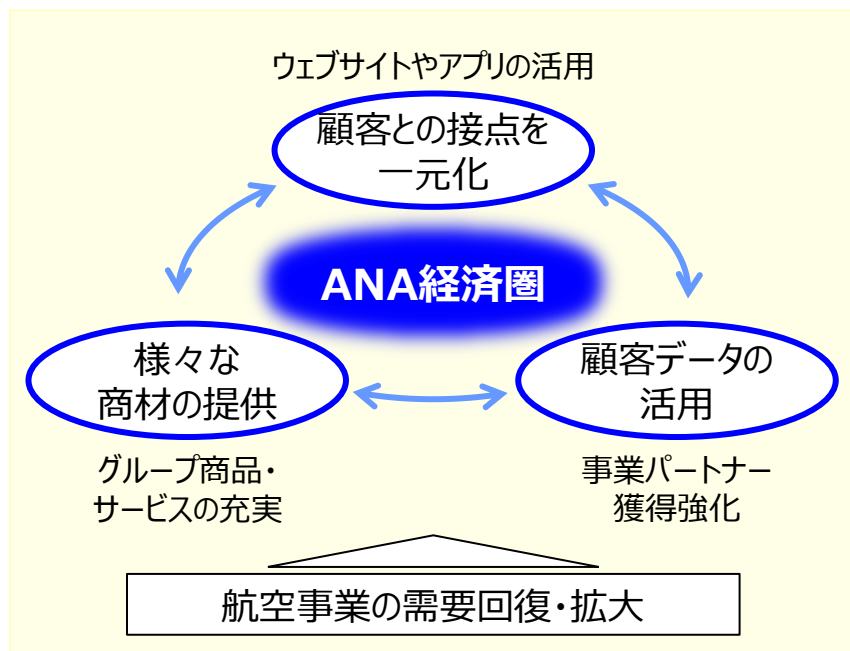 ウェブサイトやアプリの活用
顧客との接点を
一元化
ANA経済圏
様々な
商材の提供
顧客データの
活用
グループ商品・
サービスの充実
事業パートナー
獲得強化
航空事業の需要回復・拡大